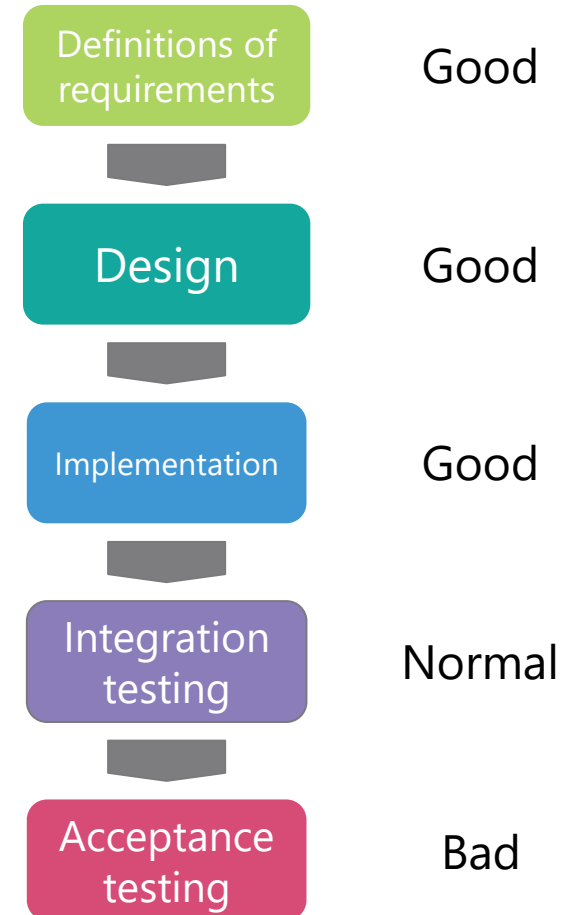 Definitions of
requirements
Good
Design
Good
Implementation
Good
Integration
testing
Normal
Acceptance
testing
Bad